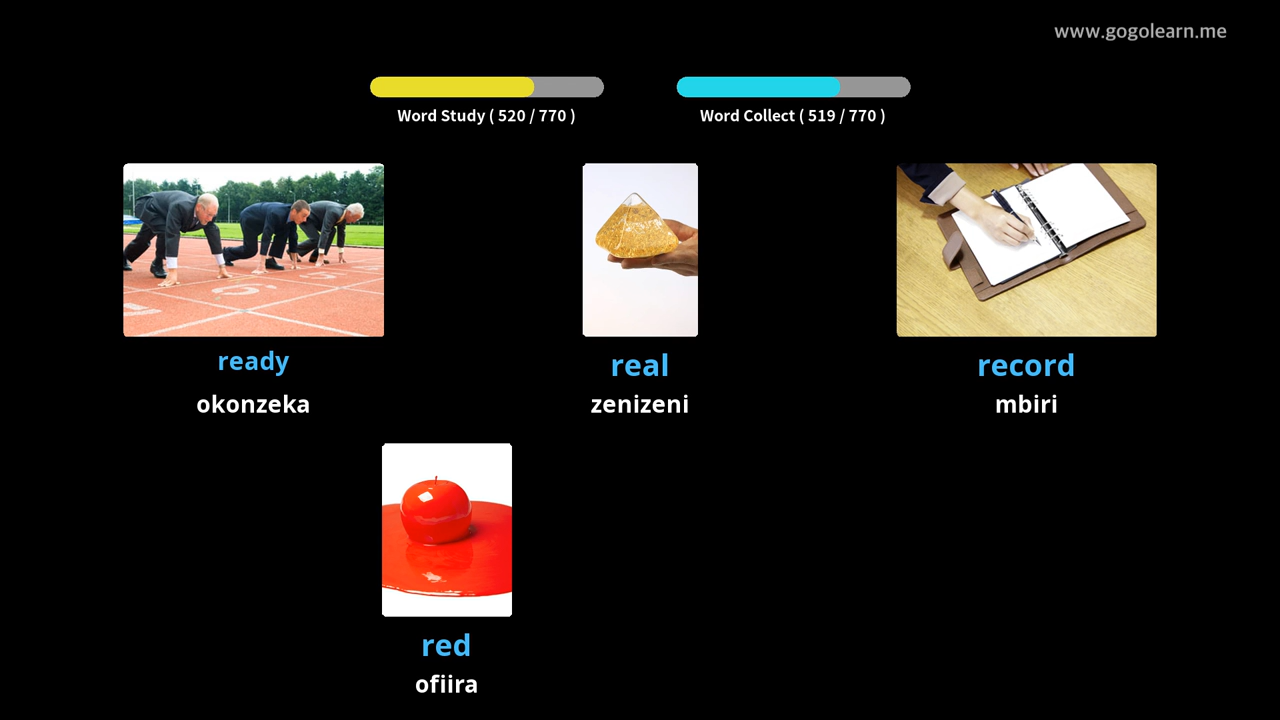 www.gogolearn.me
Word Study ( 520 / 770 )
Word Collect ( 519 / 770 )
ready
okonzeka
real
zenizeni
record
mbiri
red
ofiira